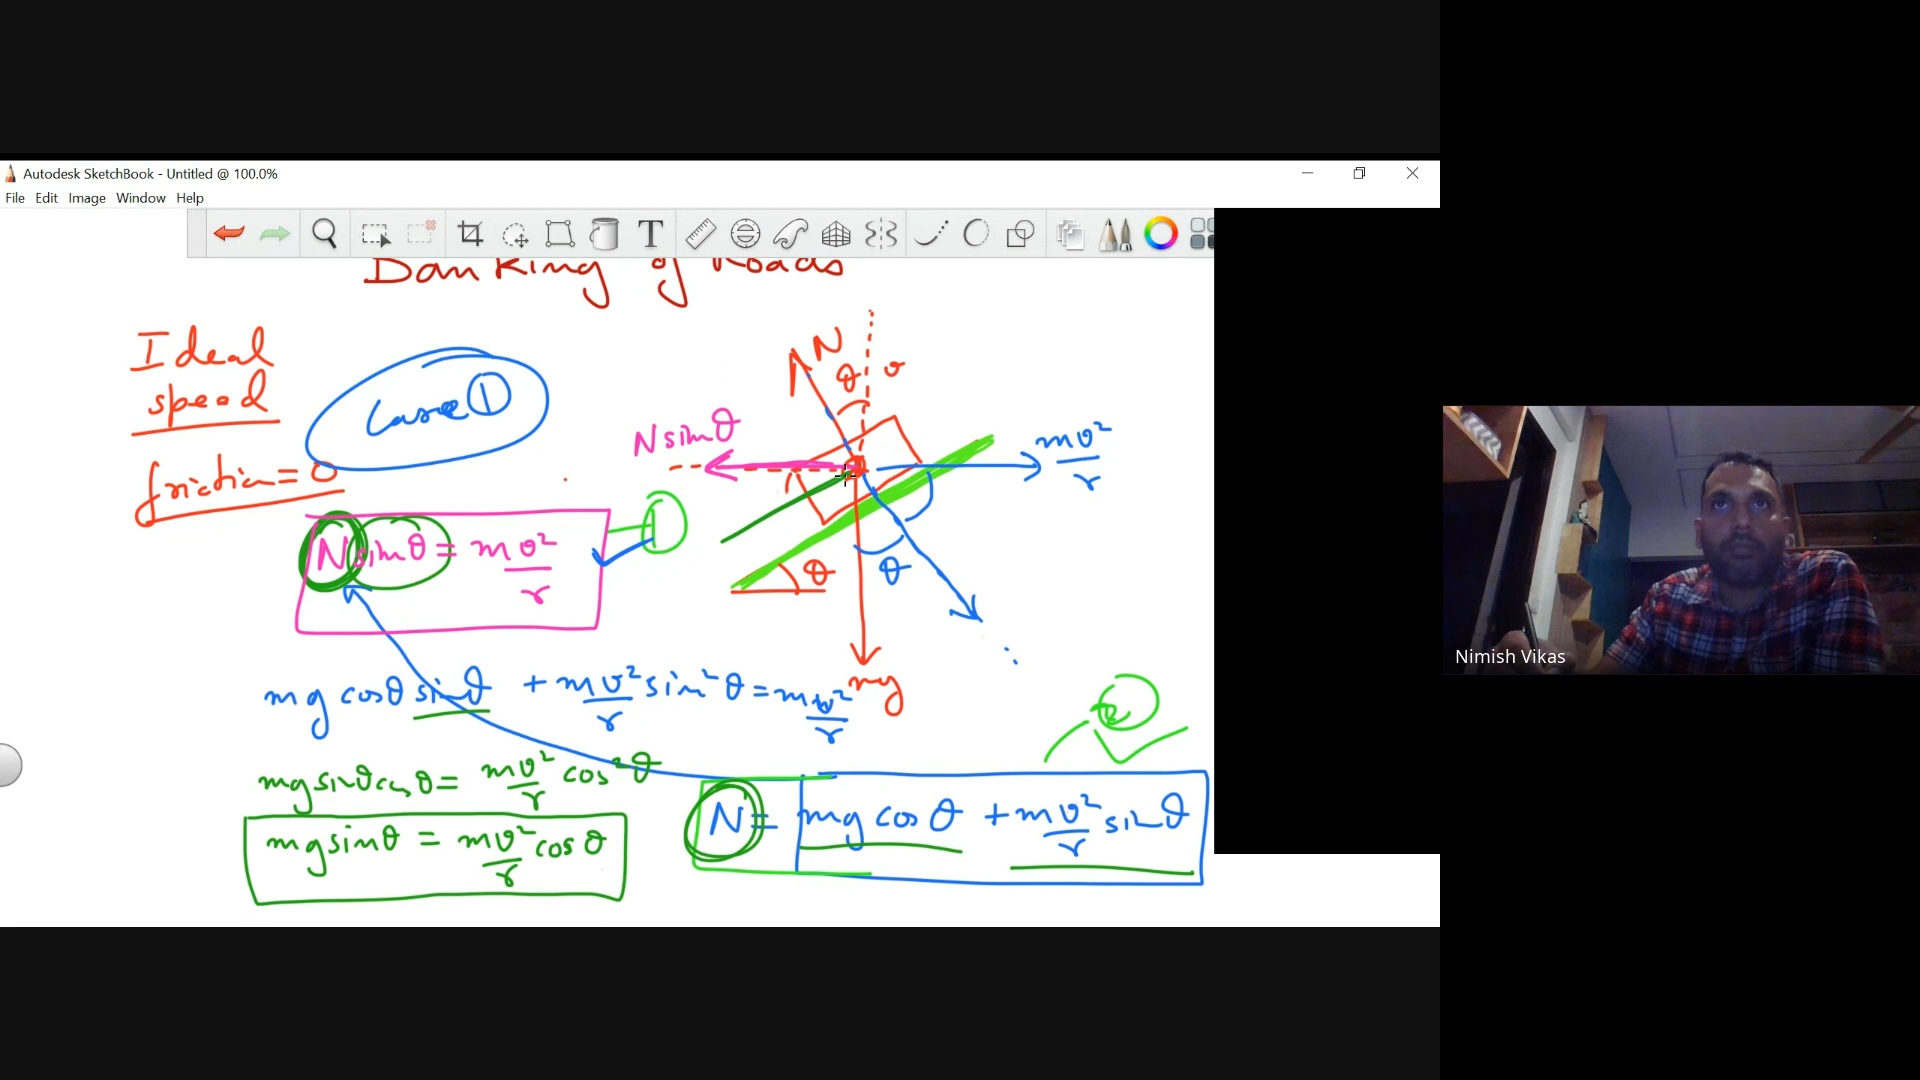 Autodesk SketchBook - Untitled @ 100.0%
File Edit Image Window Help
T
Banking of Roads
Ideal
speed
friction = 0
Case 1
N
θ
N sinθ
mv²/r
1
N sinθ = mv²/r
θ
θ
mg
mg cosθ sinθ + mv²/r sin²θ = mv²/r
2
mg sinθ cosθ = mv²/r cos²θ
mg sinθ = mv²/r cosθ
N = mg cosθ + mv²/r sinθ
Nimish Vikas